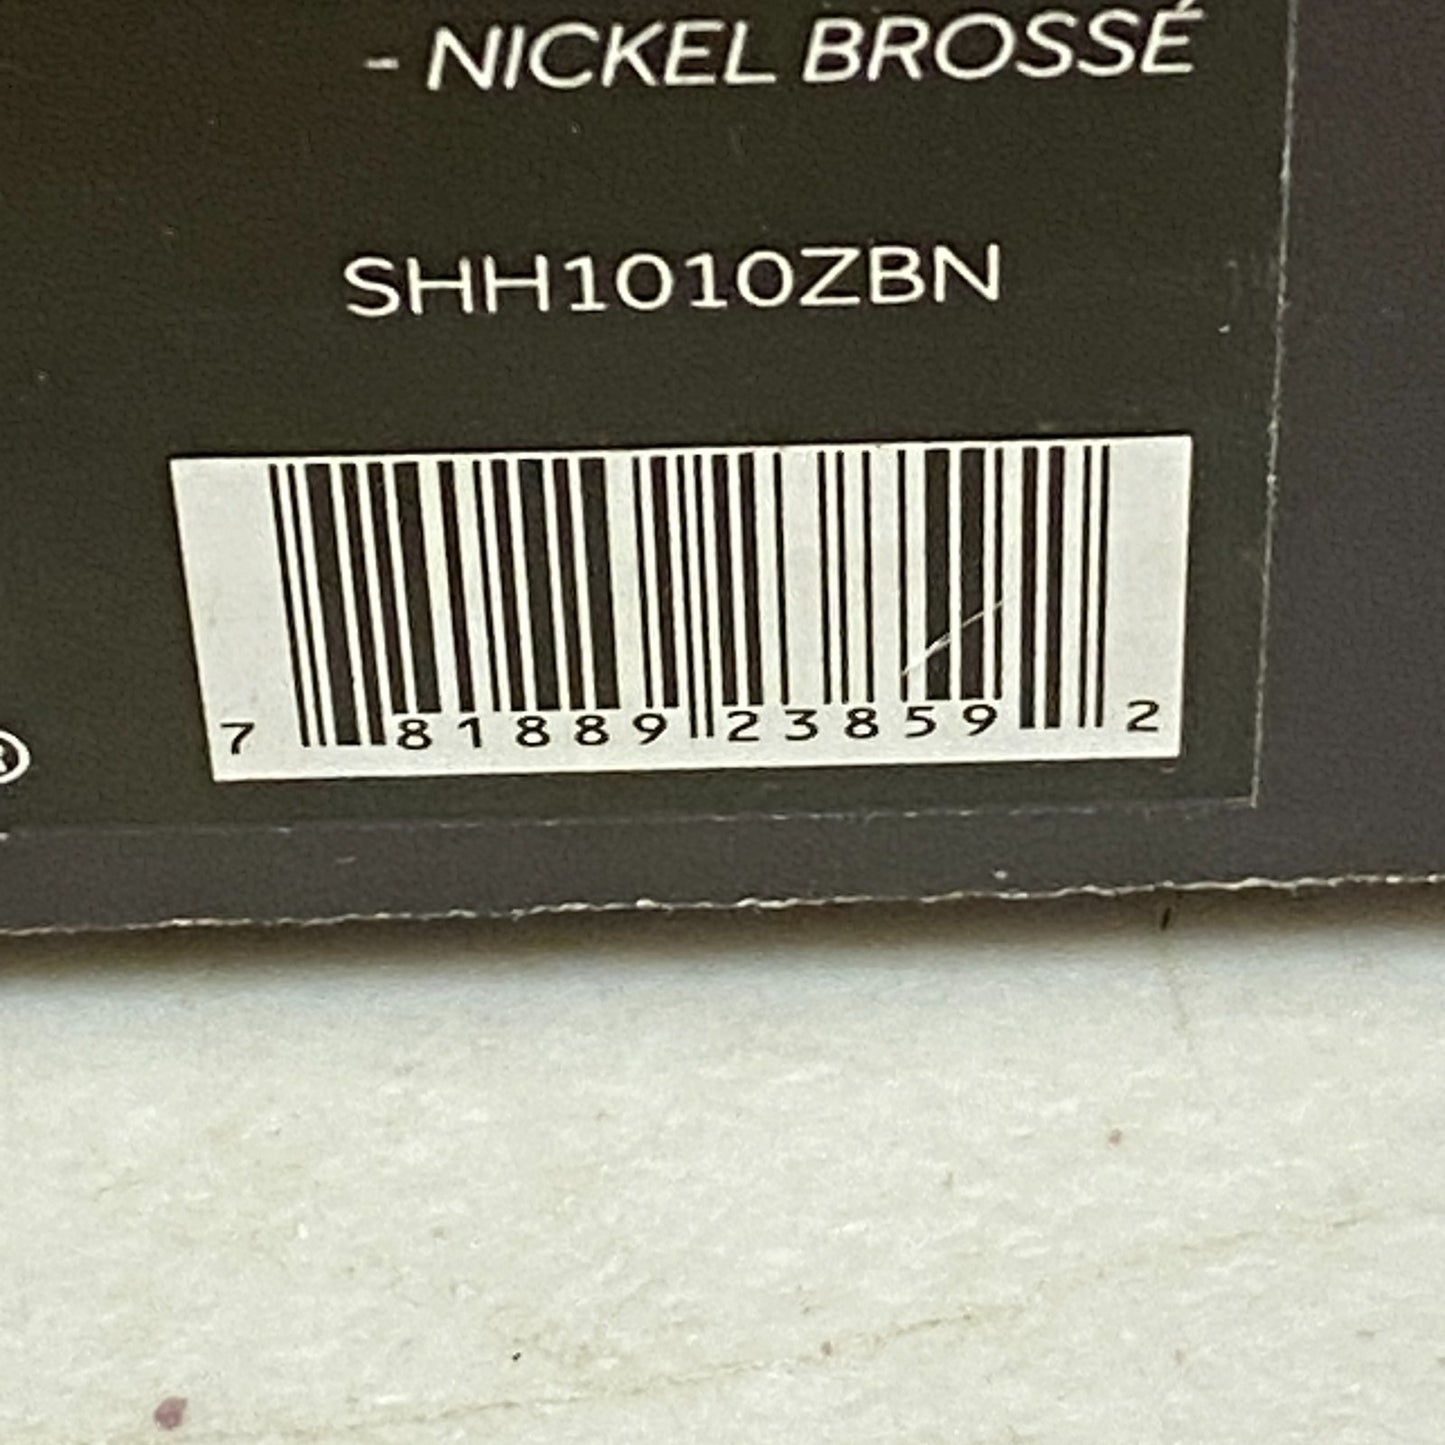 - NICKEL BROSSÉ
SHH1010ZBN
7 81889 23859 2
®